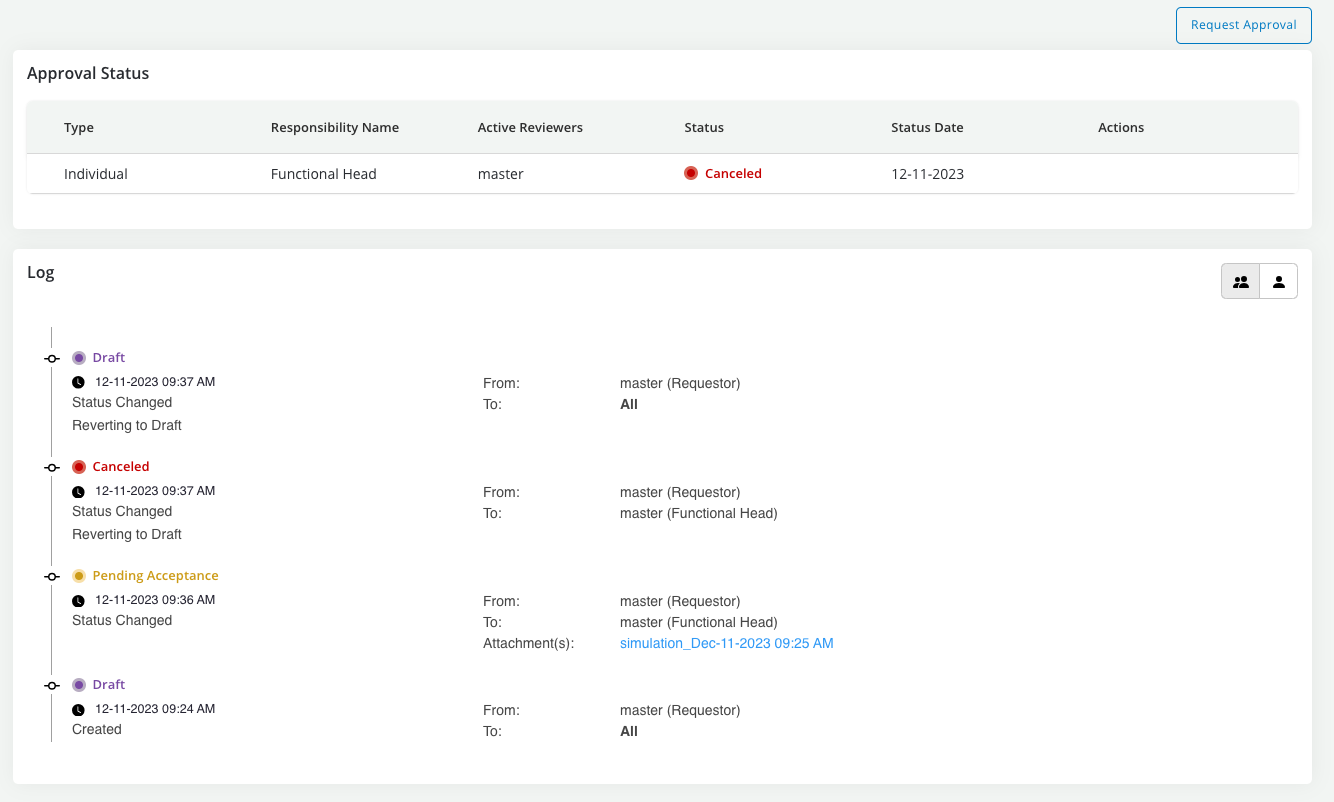 Request Approval
Approval Status
Type Responsibility Name Active Reviewers Status Status Date Actions
Individual Functional Head master Canceled 12-11-2023
Log
Draft
12-11-2023 09:37 AM From: master (Requestor)
Status Changed To: All
Reverting to Draft
Canceled
12-11-2023 09:37 AM From: master (Requestor)
Status Changed To: master (Functional Head)
Reverting to Draft
Pending Acceptance
12-11-2023 09:36 AM From: master (Requestor)
Status Changed To: master (Functional Head)
Attachment(s): simulation_Dec-11-2023 09:25 AM
Draft
12-11-2023 09:24 AM From: master (Requestor)
Created To: All